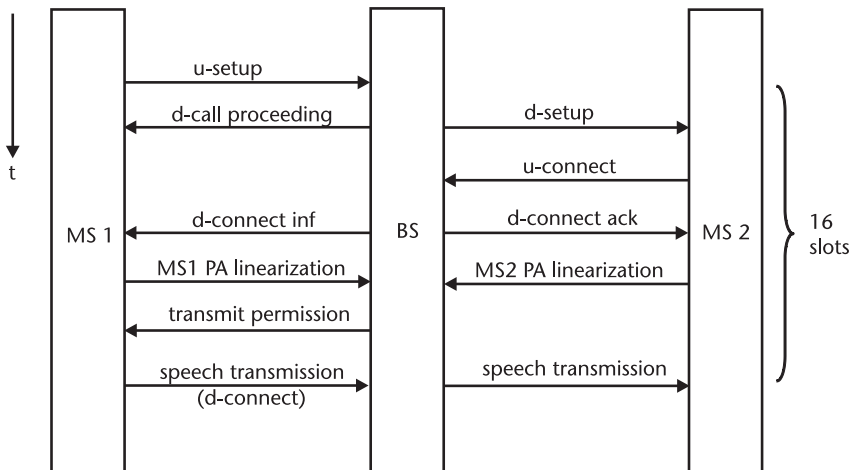 u-setup
d-call proceeding
d-setup
t
u-connect
MS 1
d-connect inf
BS
d-connect ack
MS 2
16
slots
MS1 PA linearization
MS2 PA linearization
transmit permission
speech transmission
(d-connect)
speech transmission